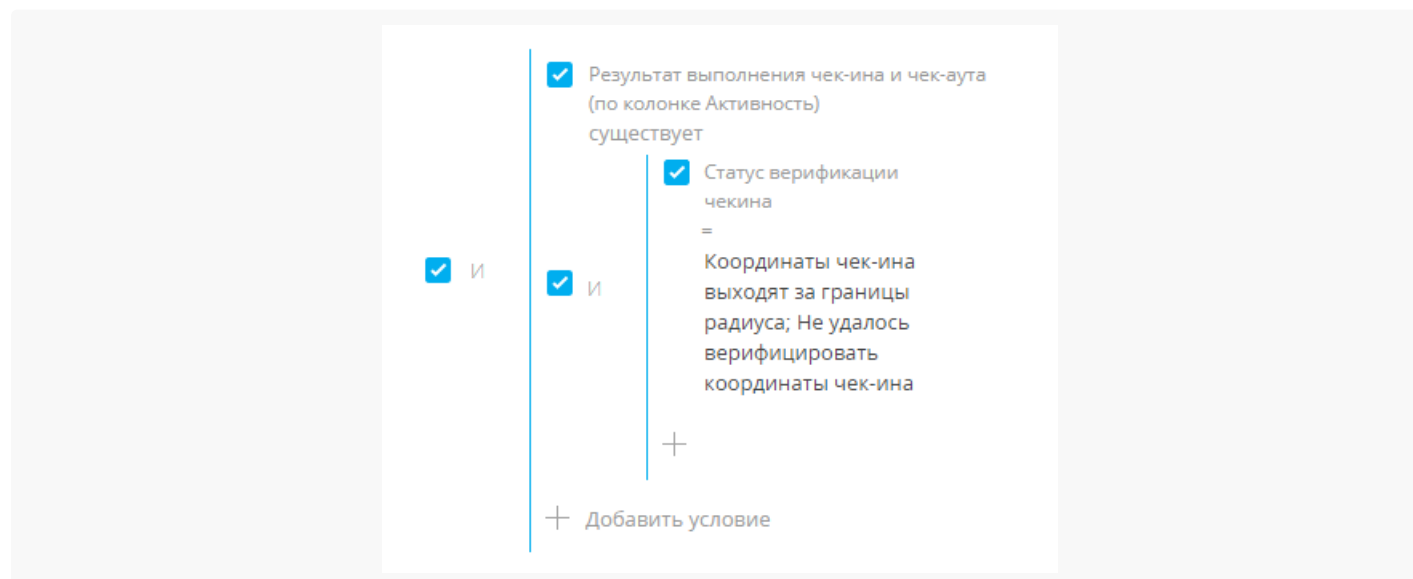 Результат выполнения чек-ина и чек-аута
(по колонке Активность)
существует
Статус верификации
чекина
=
Координаты чек-ина
выходят за границы
радиуса; Не удалось
верифицировать
координаты чек-ина
И
И
Добавить условие